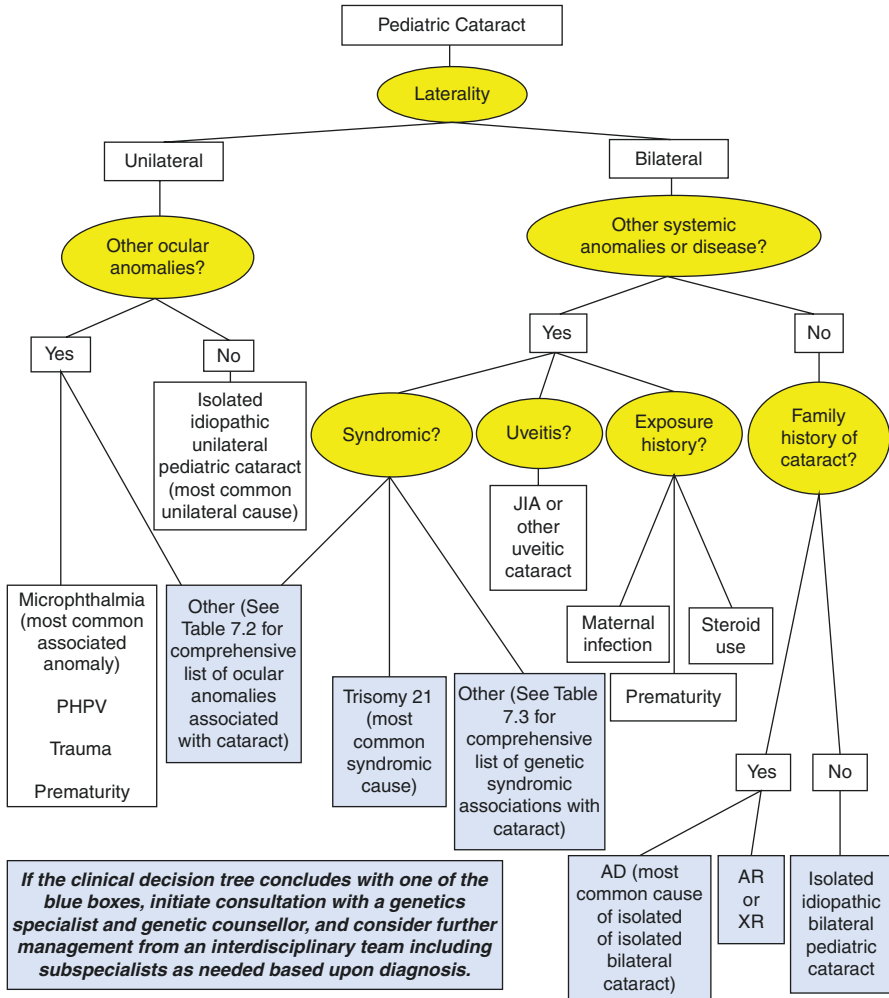 Pediatric Cataract
Laterality
Unilateral
Bilateral
Other ocular
anomalies?
Other systemic
anomalies or disease?
Yes
No
Yes
No
Isolated
idiopathic
unilateral
pediatric cataract
(most common
unilateral cause)
Syndromic?
Uveitis?
Exposure
history?
Family
history of
cataract?
JIA or
other
uveitic
cataract
Microphthalmia
(most common
associated
anomaly)
PHPV
Trauma
Prematurity
Other (See
Table 7.2 for
comprehensive
list of ocular
anomalies
associated
with cataract)
Trisomy 21
(most
common
syndromic
cause)
Other (See Table
7.3 for
comprehensive
list of genetic
syndromic
associations with
cataract)
Maternal
infection
Prematurity
Steroid
use
Yes
No
AD (most
common cause
of isolated
of isolated
bilateral
cataract)
AR
or
XR
Isolated
idiopathic
bilateral
pediatric
cataract
If the clinical decision tree concludes with one of the
blue boxes, initiate consultation with a genetics
specialist and genetic counsellor, and consider further
management from an interdisciplinary team including
subspecialists as needed based upon diagnosis.